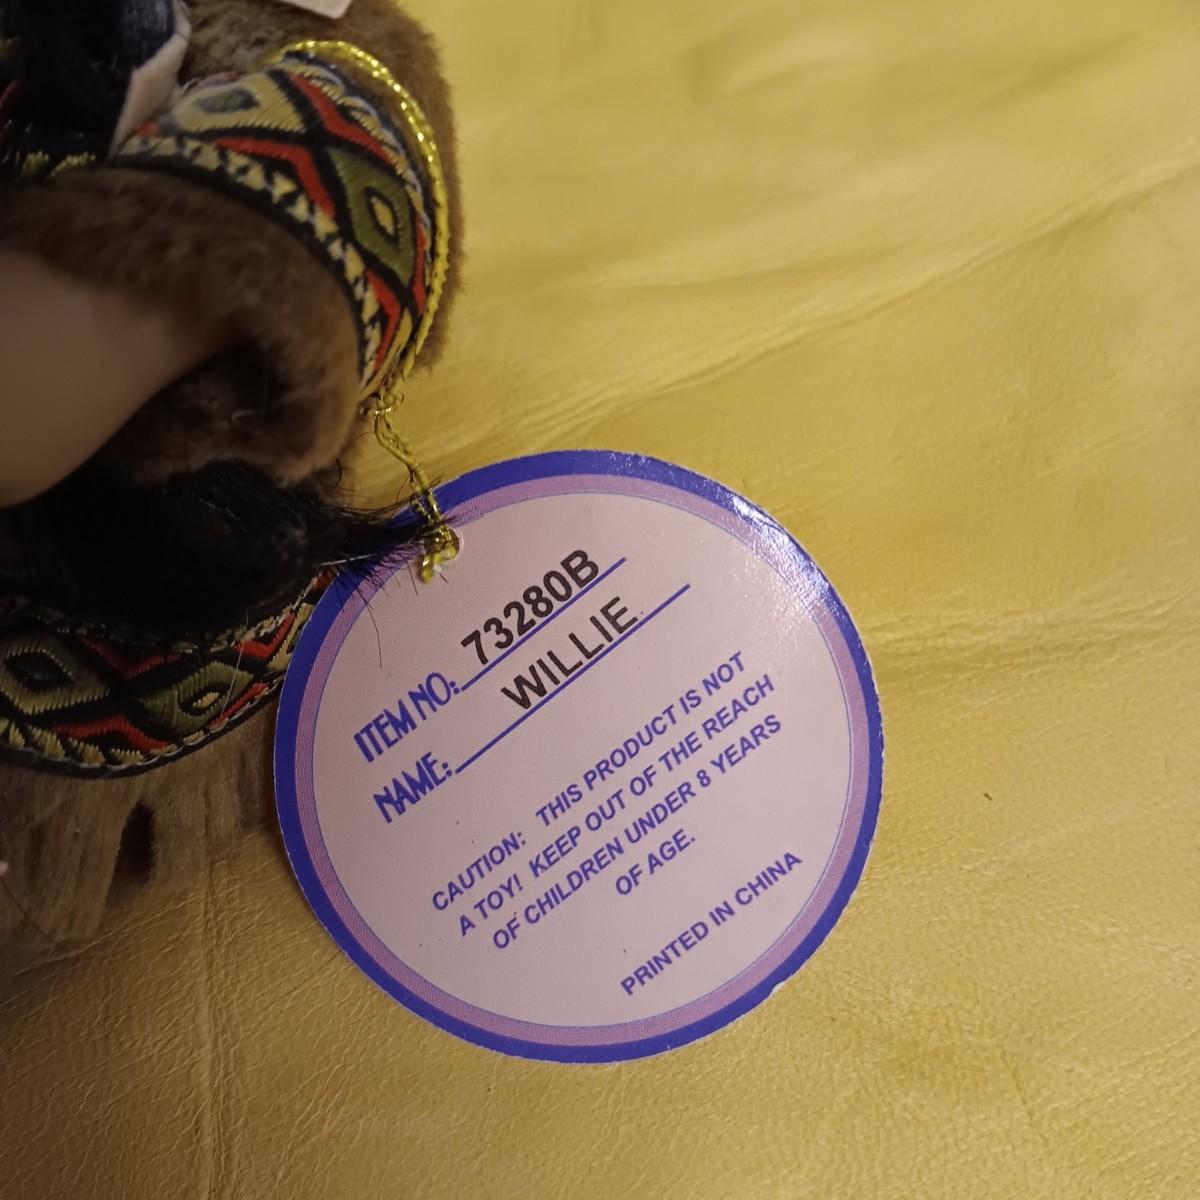 ITEM NO: 73280B
NAME: WILLIE
CAUTION: THIS PRODUCT IS NOT
A TOY! KEEP OUT OF THE REACH
OF CHILDREN UNDER 8 YEARS
OF AGE.
PRINTED IN CHINA